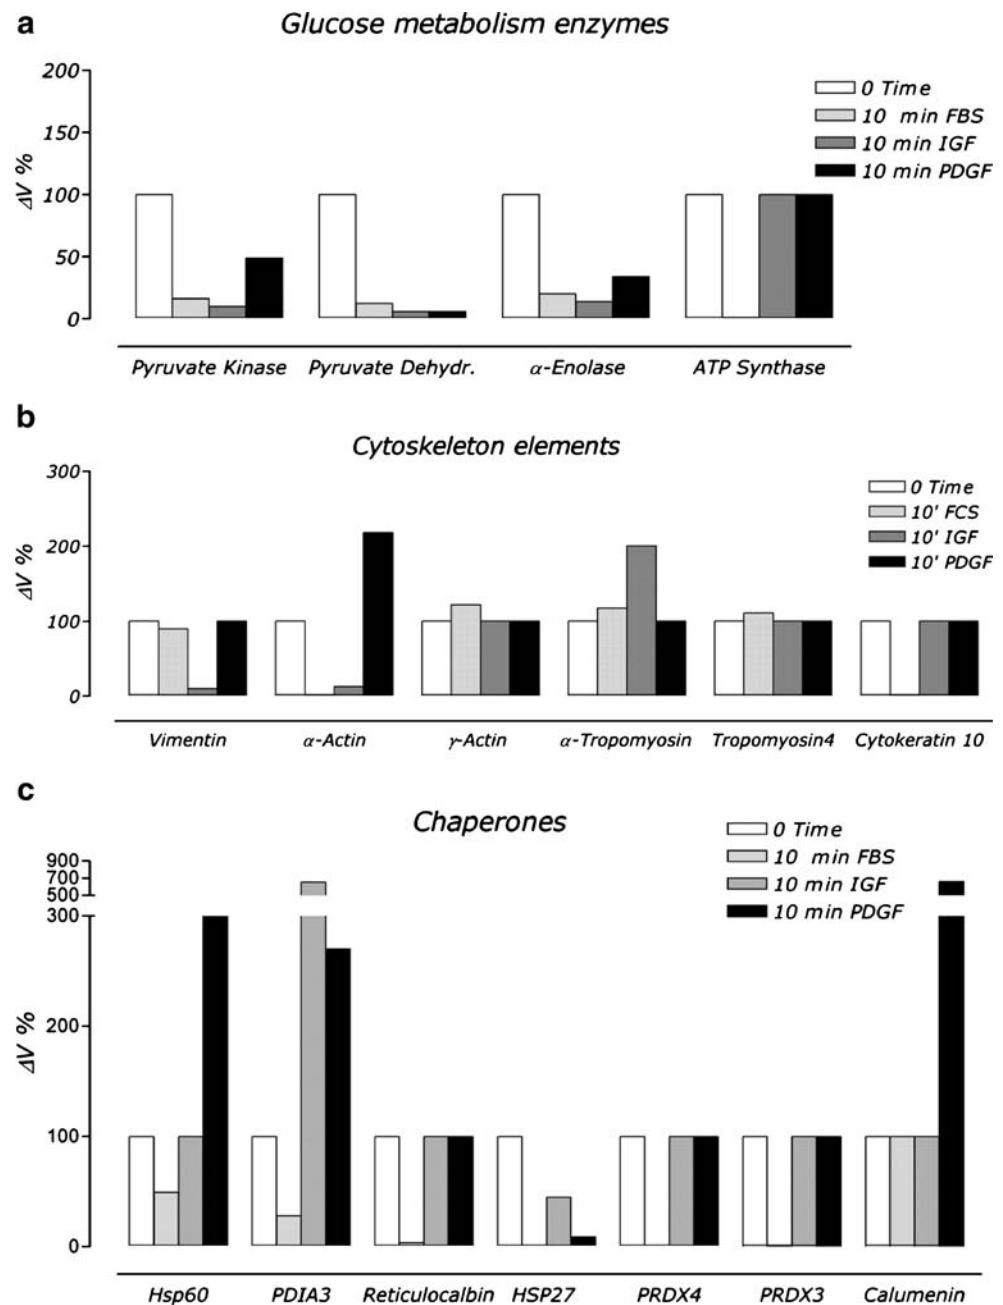 a
Glucose metabolism enzymes
200
150
100
50
0
ΔV %
0 Time
10 min FBS
10 min IGF
10 min PDGF
Pyruvate Kinase
Pyruvate Dehydr.
α-Enolase
ATP Synthase
b
Cytoskeleton elements
300
200
100
0
ΔV %
0 Time
10' FCS
10' IGF
10' PDGF
Vimentin
α-Actin
γ-Actin
α-Tropomyosin
Tropomyosin4
Cytokeratin 10
c
Chaperones
900
700
500
300
200
100
0
ΔV %
0 Time
10 min FBS
10 min IGF
10 min PDGF
Hsp60
PDIA3
Reticulocalbin
HSP27
PRDX4
PRDX3
Calumenin